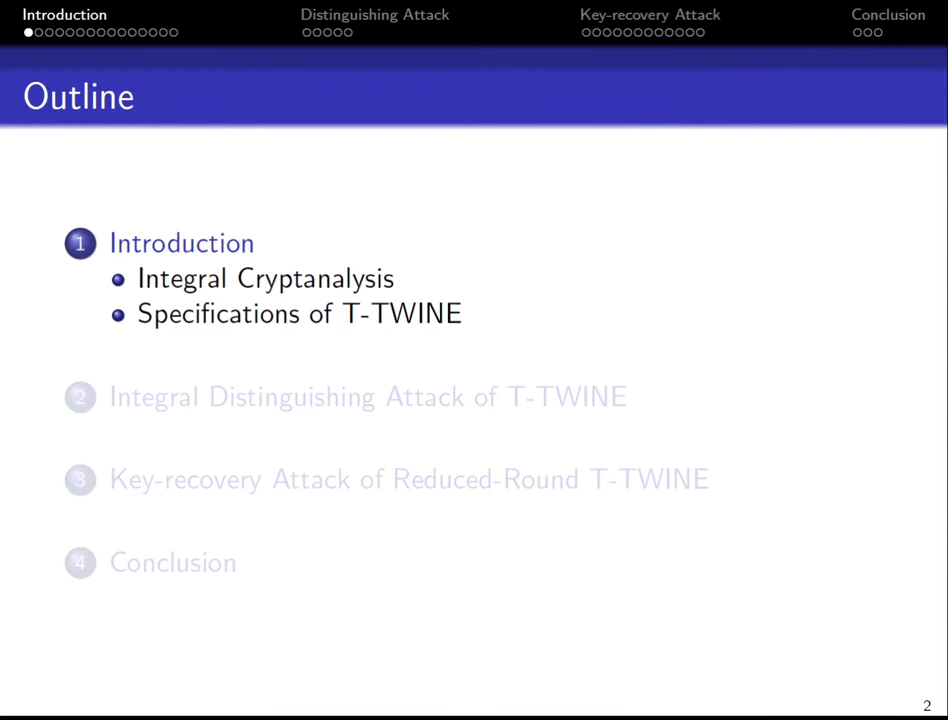 Introduction
Distinguishing Attack
Key-recovery Attack
Conclusion
Outline
1 Introduction
Integral Cryptanalysis
Specifications of T-TWINE
2 Integral Distinguishing Attack of T-TWINE
3 Key-recovery Attack of Reduced-Round T-TWINE
4 Conclusion
2